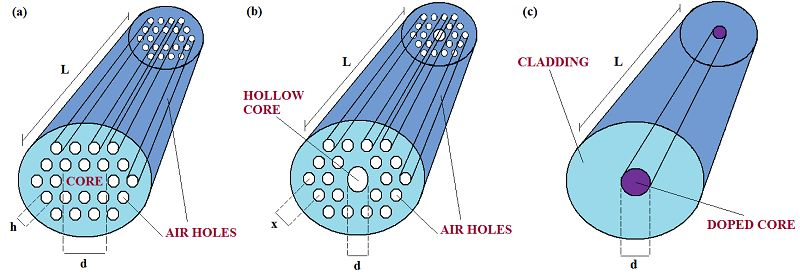 (a)
L
CORE
h
d
AIR HOLES
(b)
L
HOLLOW
CORE
x
d
AIR HOLES
(c)
L
CLADDING
DOPED CORE
d